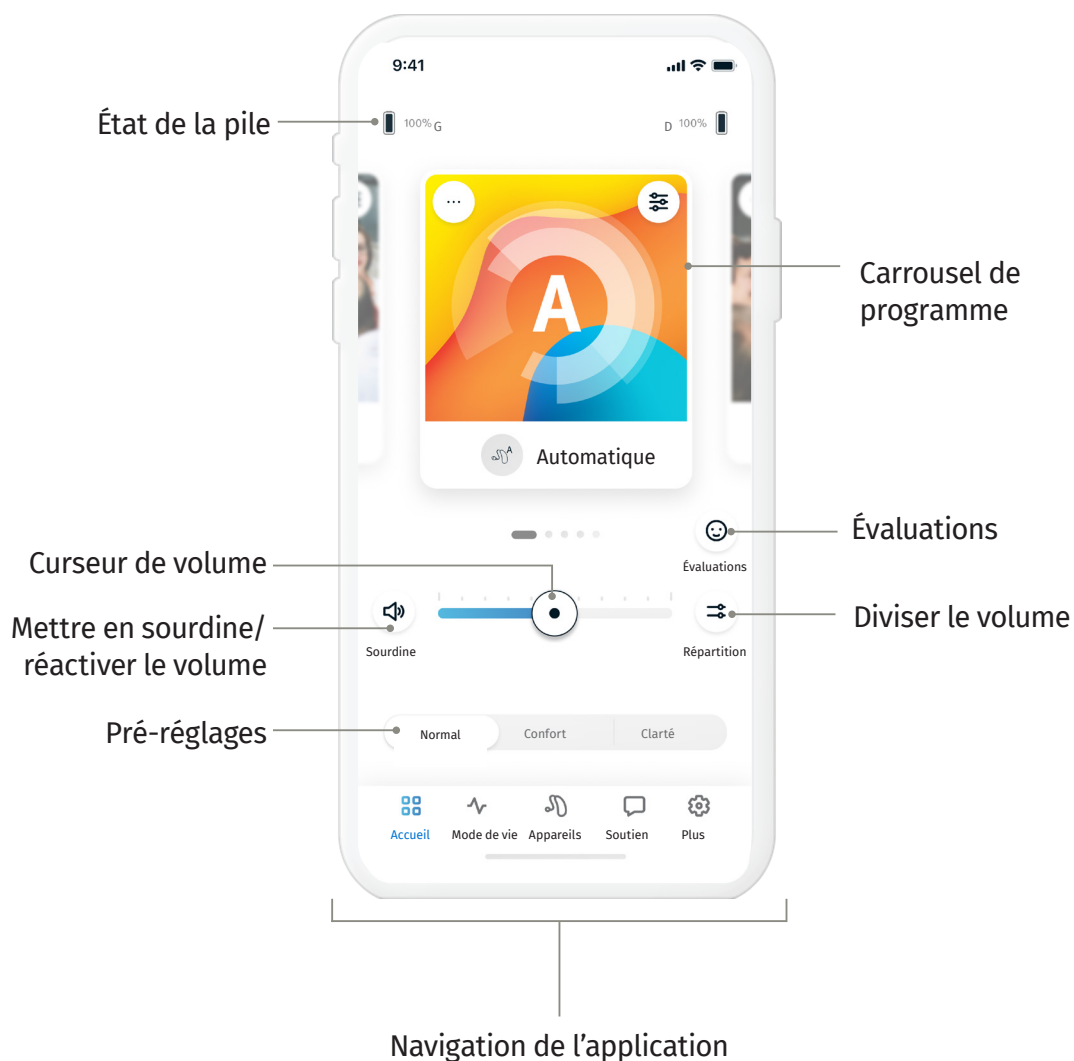 9:41
État de la pile
100% G
D 100%
...
A
Carrousel de
programme
A
Automatique
Évaluations
Évaluations
Curseur de volume
Diviser le volume
Mettre en sourdine/
réactiver le volume
Sourdine
Répartition
Pré-réglages
Normal
Confort
Clarté
Accueil
Mode de vie
Appareils
Soutien
Plus
Navigation de l’application